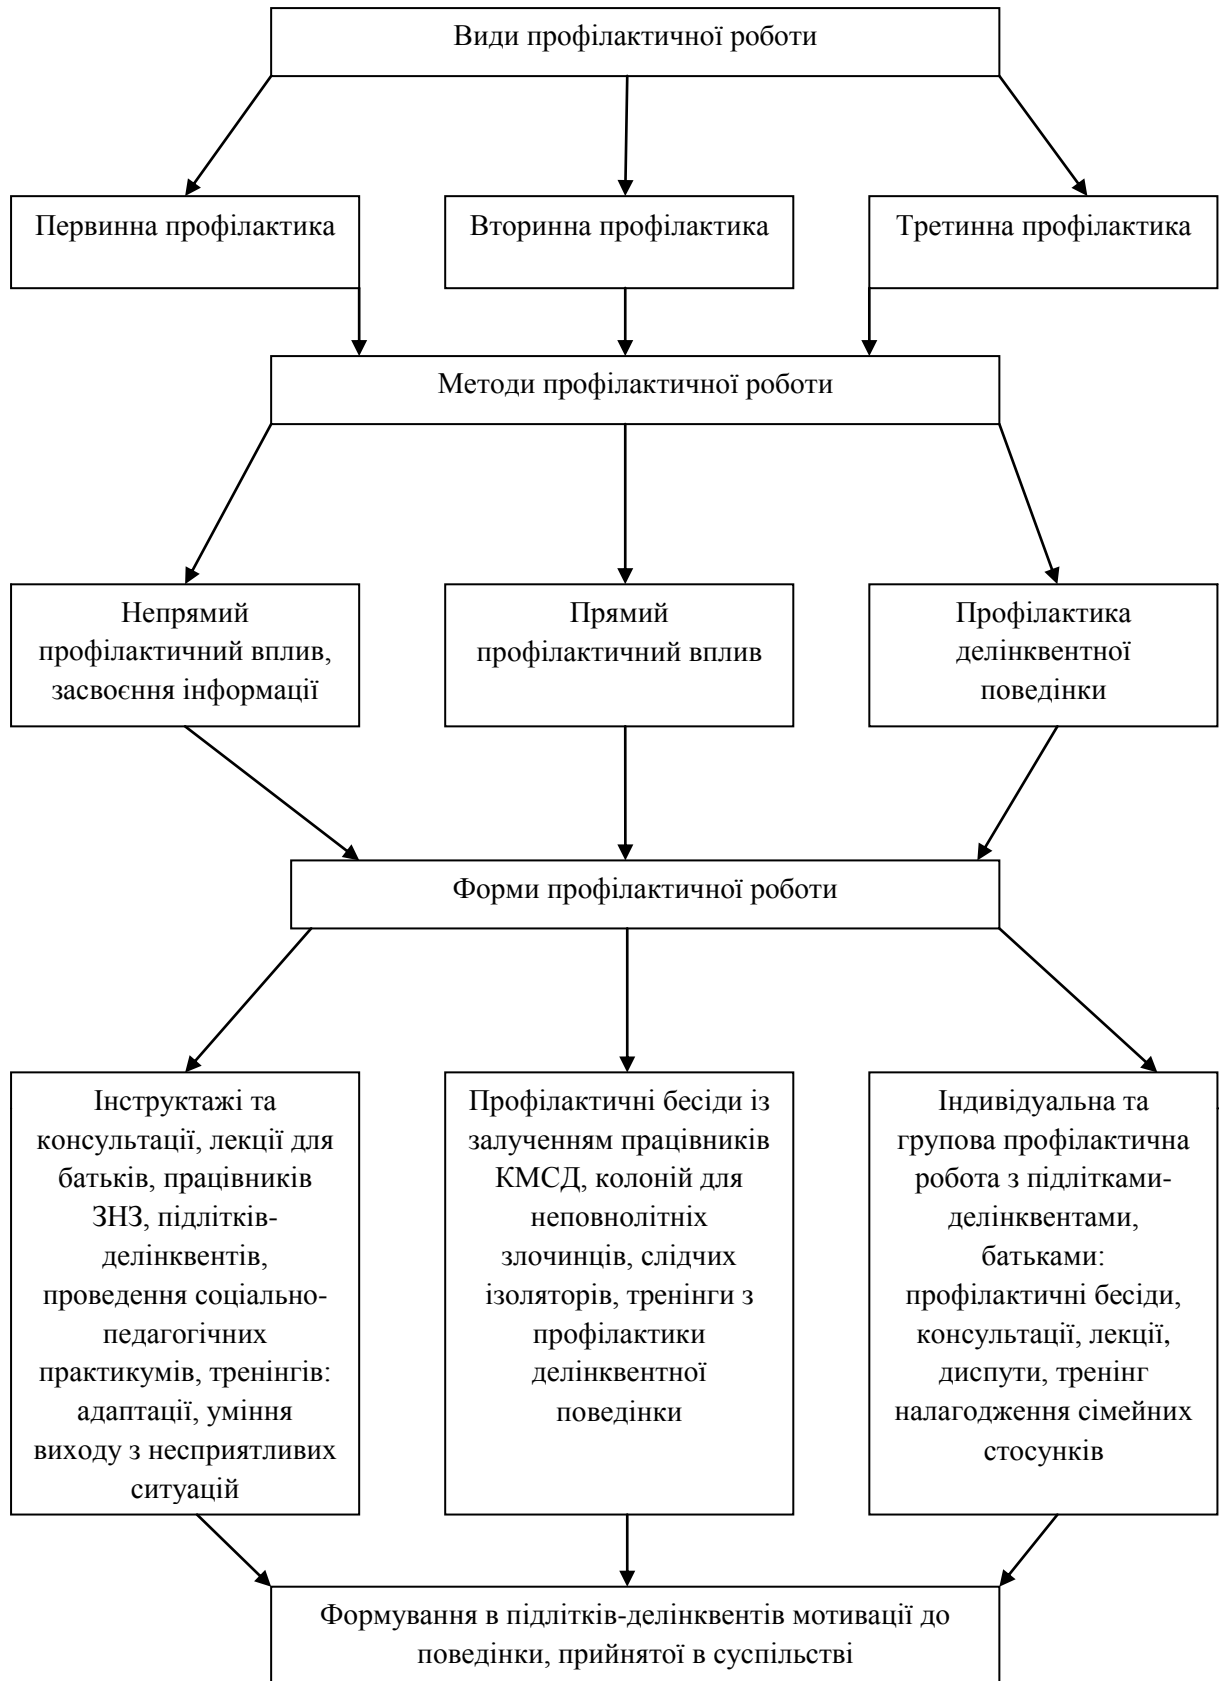 Види профілактичної роботи
Первинна профілактика
Вторинна профілактика
Третинна профілактика
Методи профілактичної роботи
Непрямий
профілактичний вплив,
засвоєння інформації
Прямий
профілактичний вплив
Профілактика
делінквентної
поведінки
Форми профілактичної роботи
Інструктажі та
консультації, лекції для
батьків, працівників
ЗНЗ, підлітків-
делінквентів,
проведення соціально-
педагогічних
практикумів, тренінгів:
адаптації, уміння
виходу з несприятливих
ситуацій
Профілактичні бесіди із
залученням працівників
КМСД, колоній для
неповнолітніх
злочинців, слідчих
ізоляторів, тренінги з
профілактики
делінквентної
поведінки
Індивідуальна та
групова профілактична
робота з підлітками-
делінквентами,
батьками:
профілактичні бесіди,
консультації, лекції,
диспути, тренінг
налагодження сімейних
стосунків
Формування в підлітків-делінквентів мотивації до
поведінки, прийнятої в суспільстві